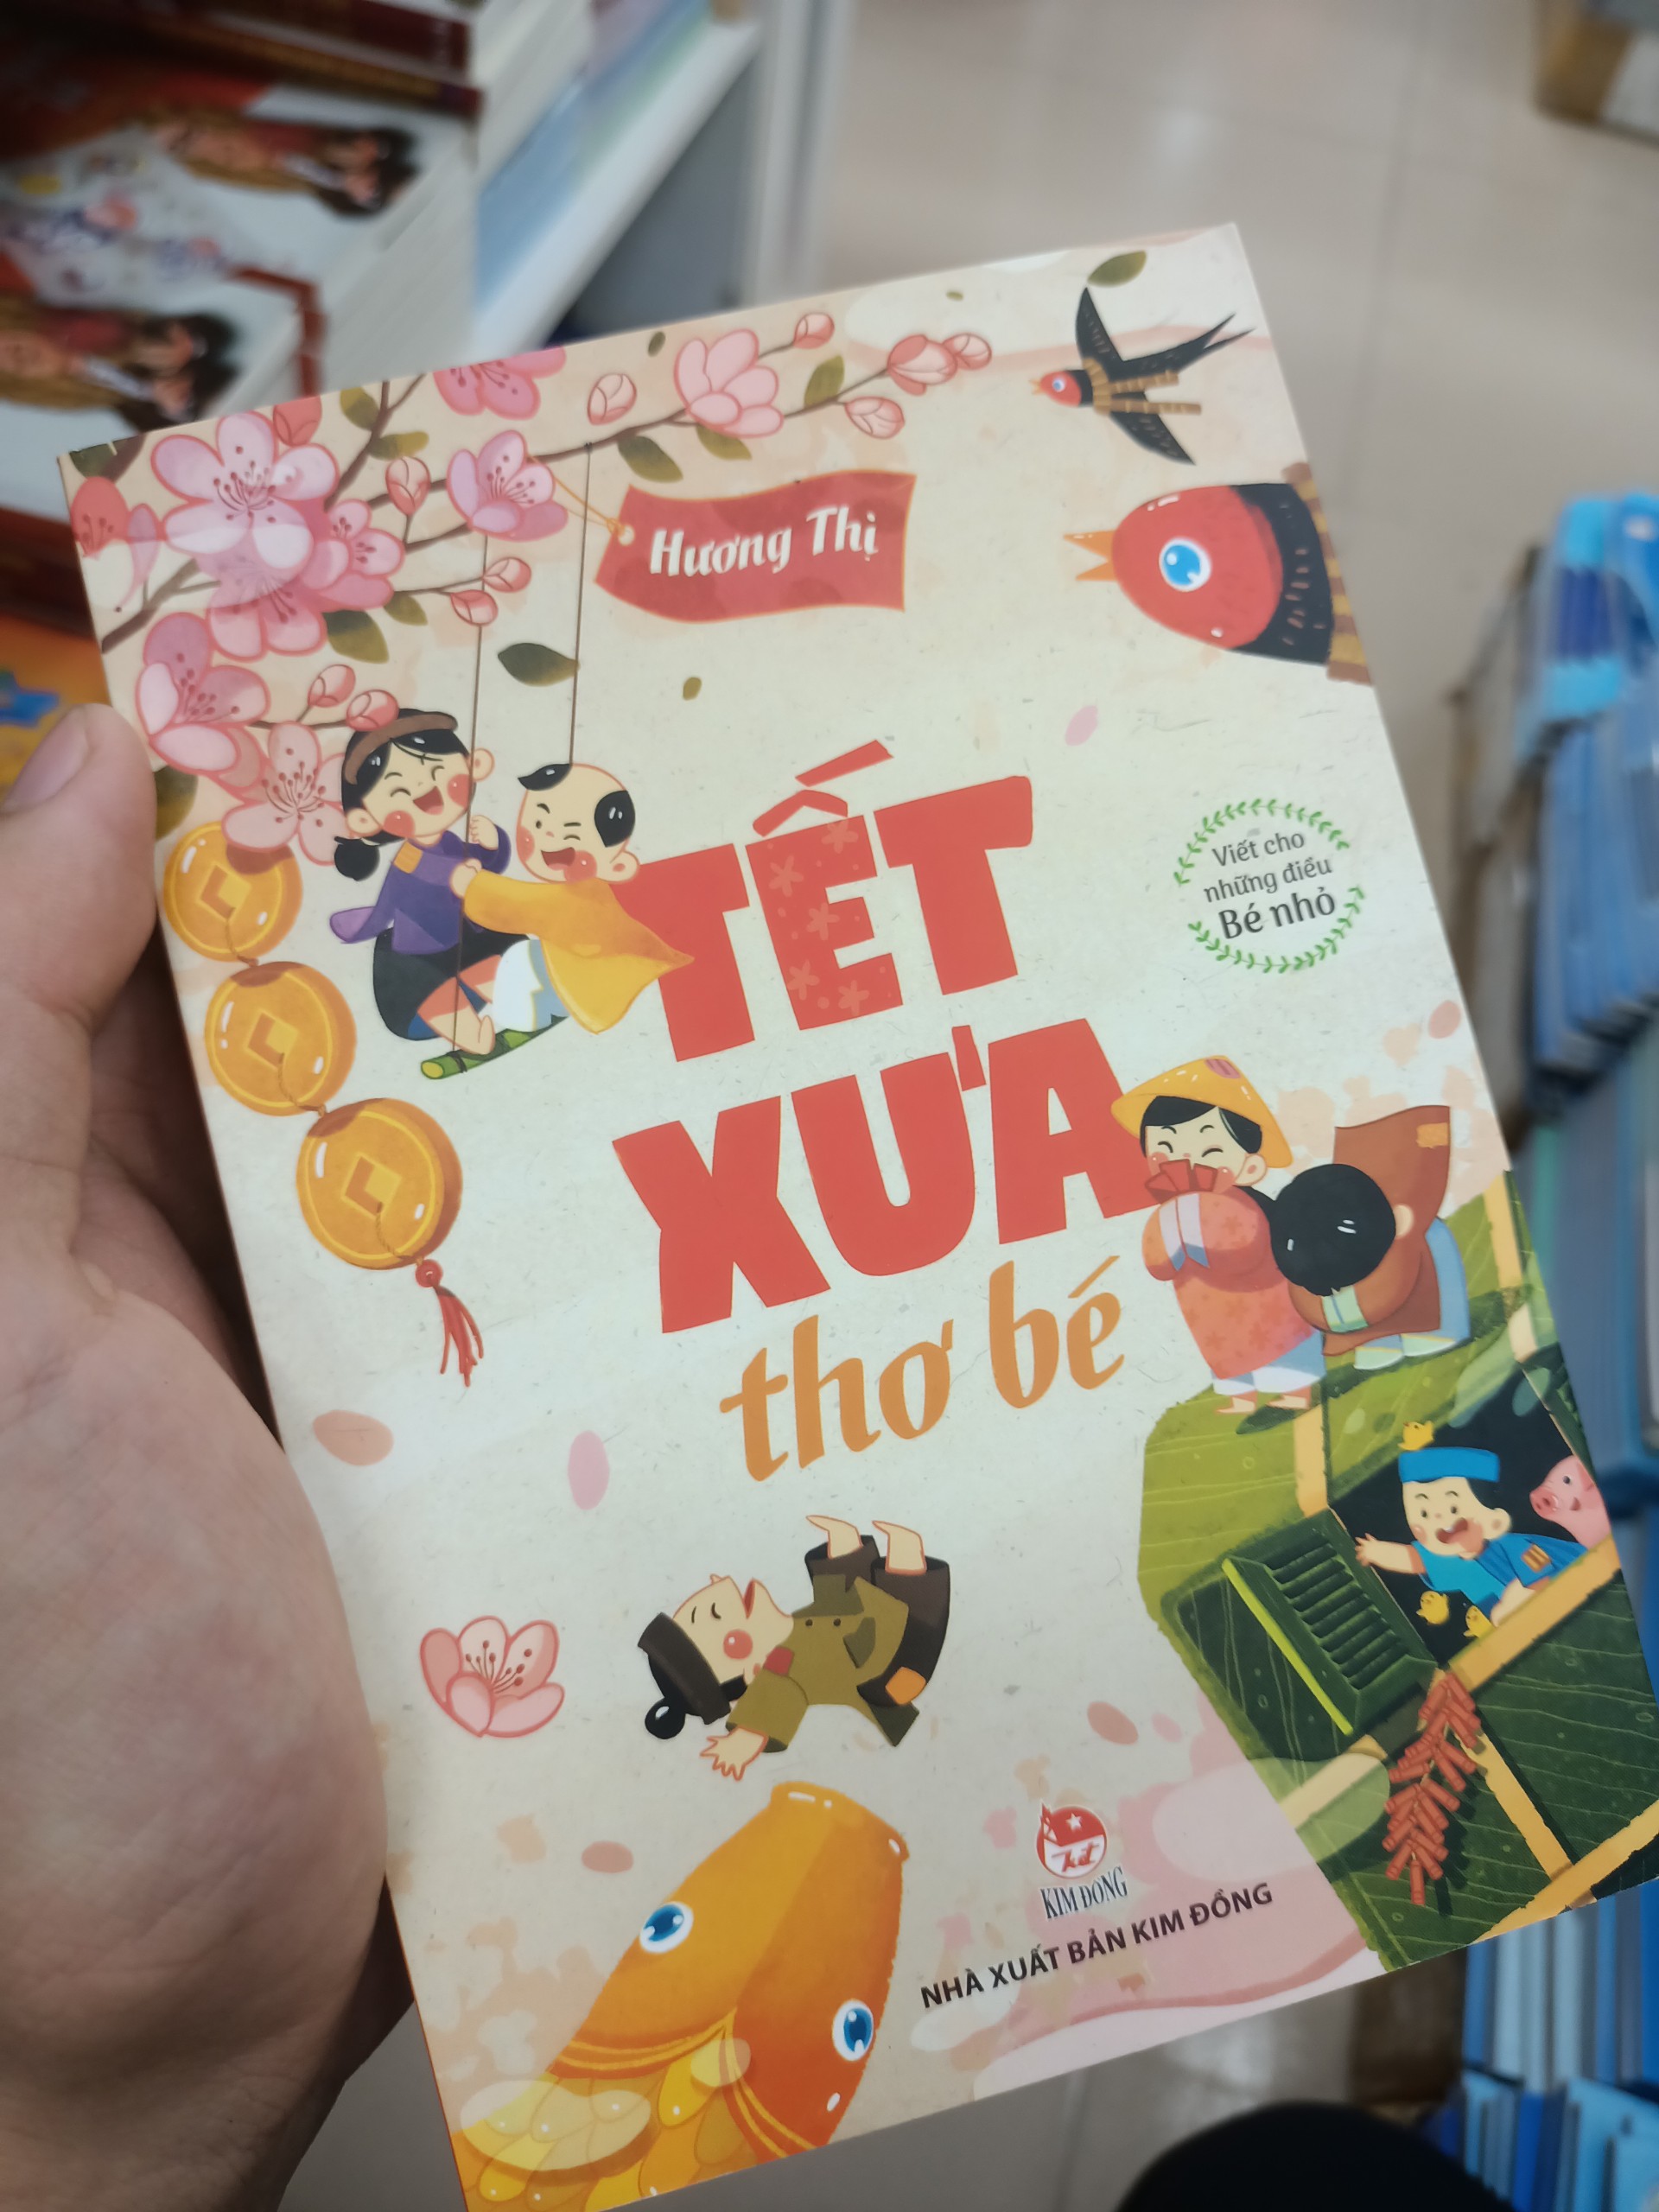 Hương Thị
TẾT
XƯA
thơ bé
Viết cho
những điều
Bé nhỏ
KIM ĐỒNG
NHÀ XUẤT BẢN KIM ĐỒNG